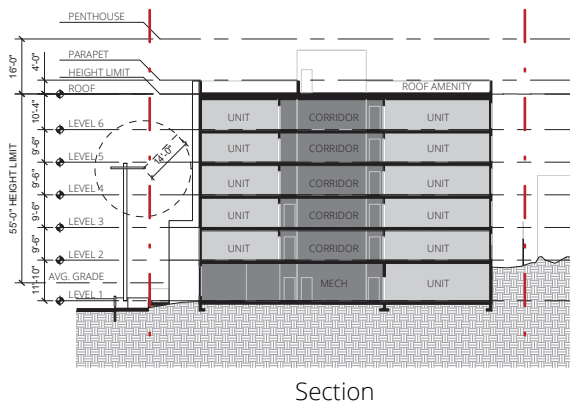 PENTHOUSE
16'-0"
PARAPET
4'-0"
HEIGHT LIMIT
ROOF
ROOF AMENITY
10'-4"
UNIT CORRIDOR UNIT
LEVEL 6
9'-6"
UNIT CORRIDOR UNIT
LEVEL 5
14'-0"
55'-0" HEIGHT LIMIT
9'-6"
UNIT CORRIDOR UNIT
LEVEL 4
9'-6"
UNIT CORRIDOR UNIT
LEVEL 3
9'-6"
UNIT CORRIDOR UNIT
LEVEL 2
11'-10"
AVG. GRADE
MECH UNIT
LEVEL 1
Section